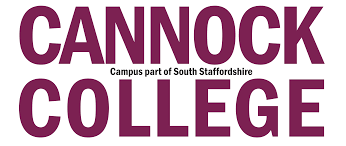 CANNOCK
Campus part of South Staffordshire
COLLEGE